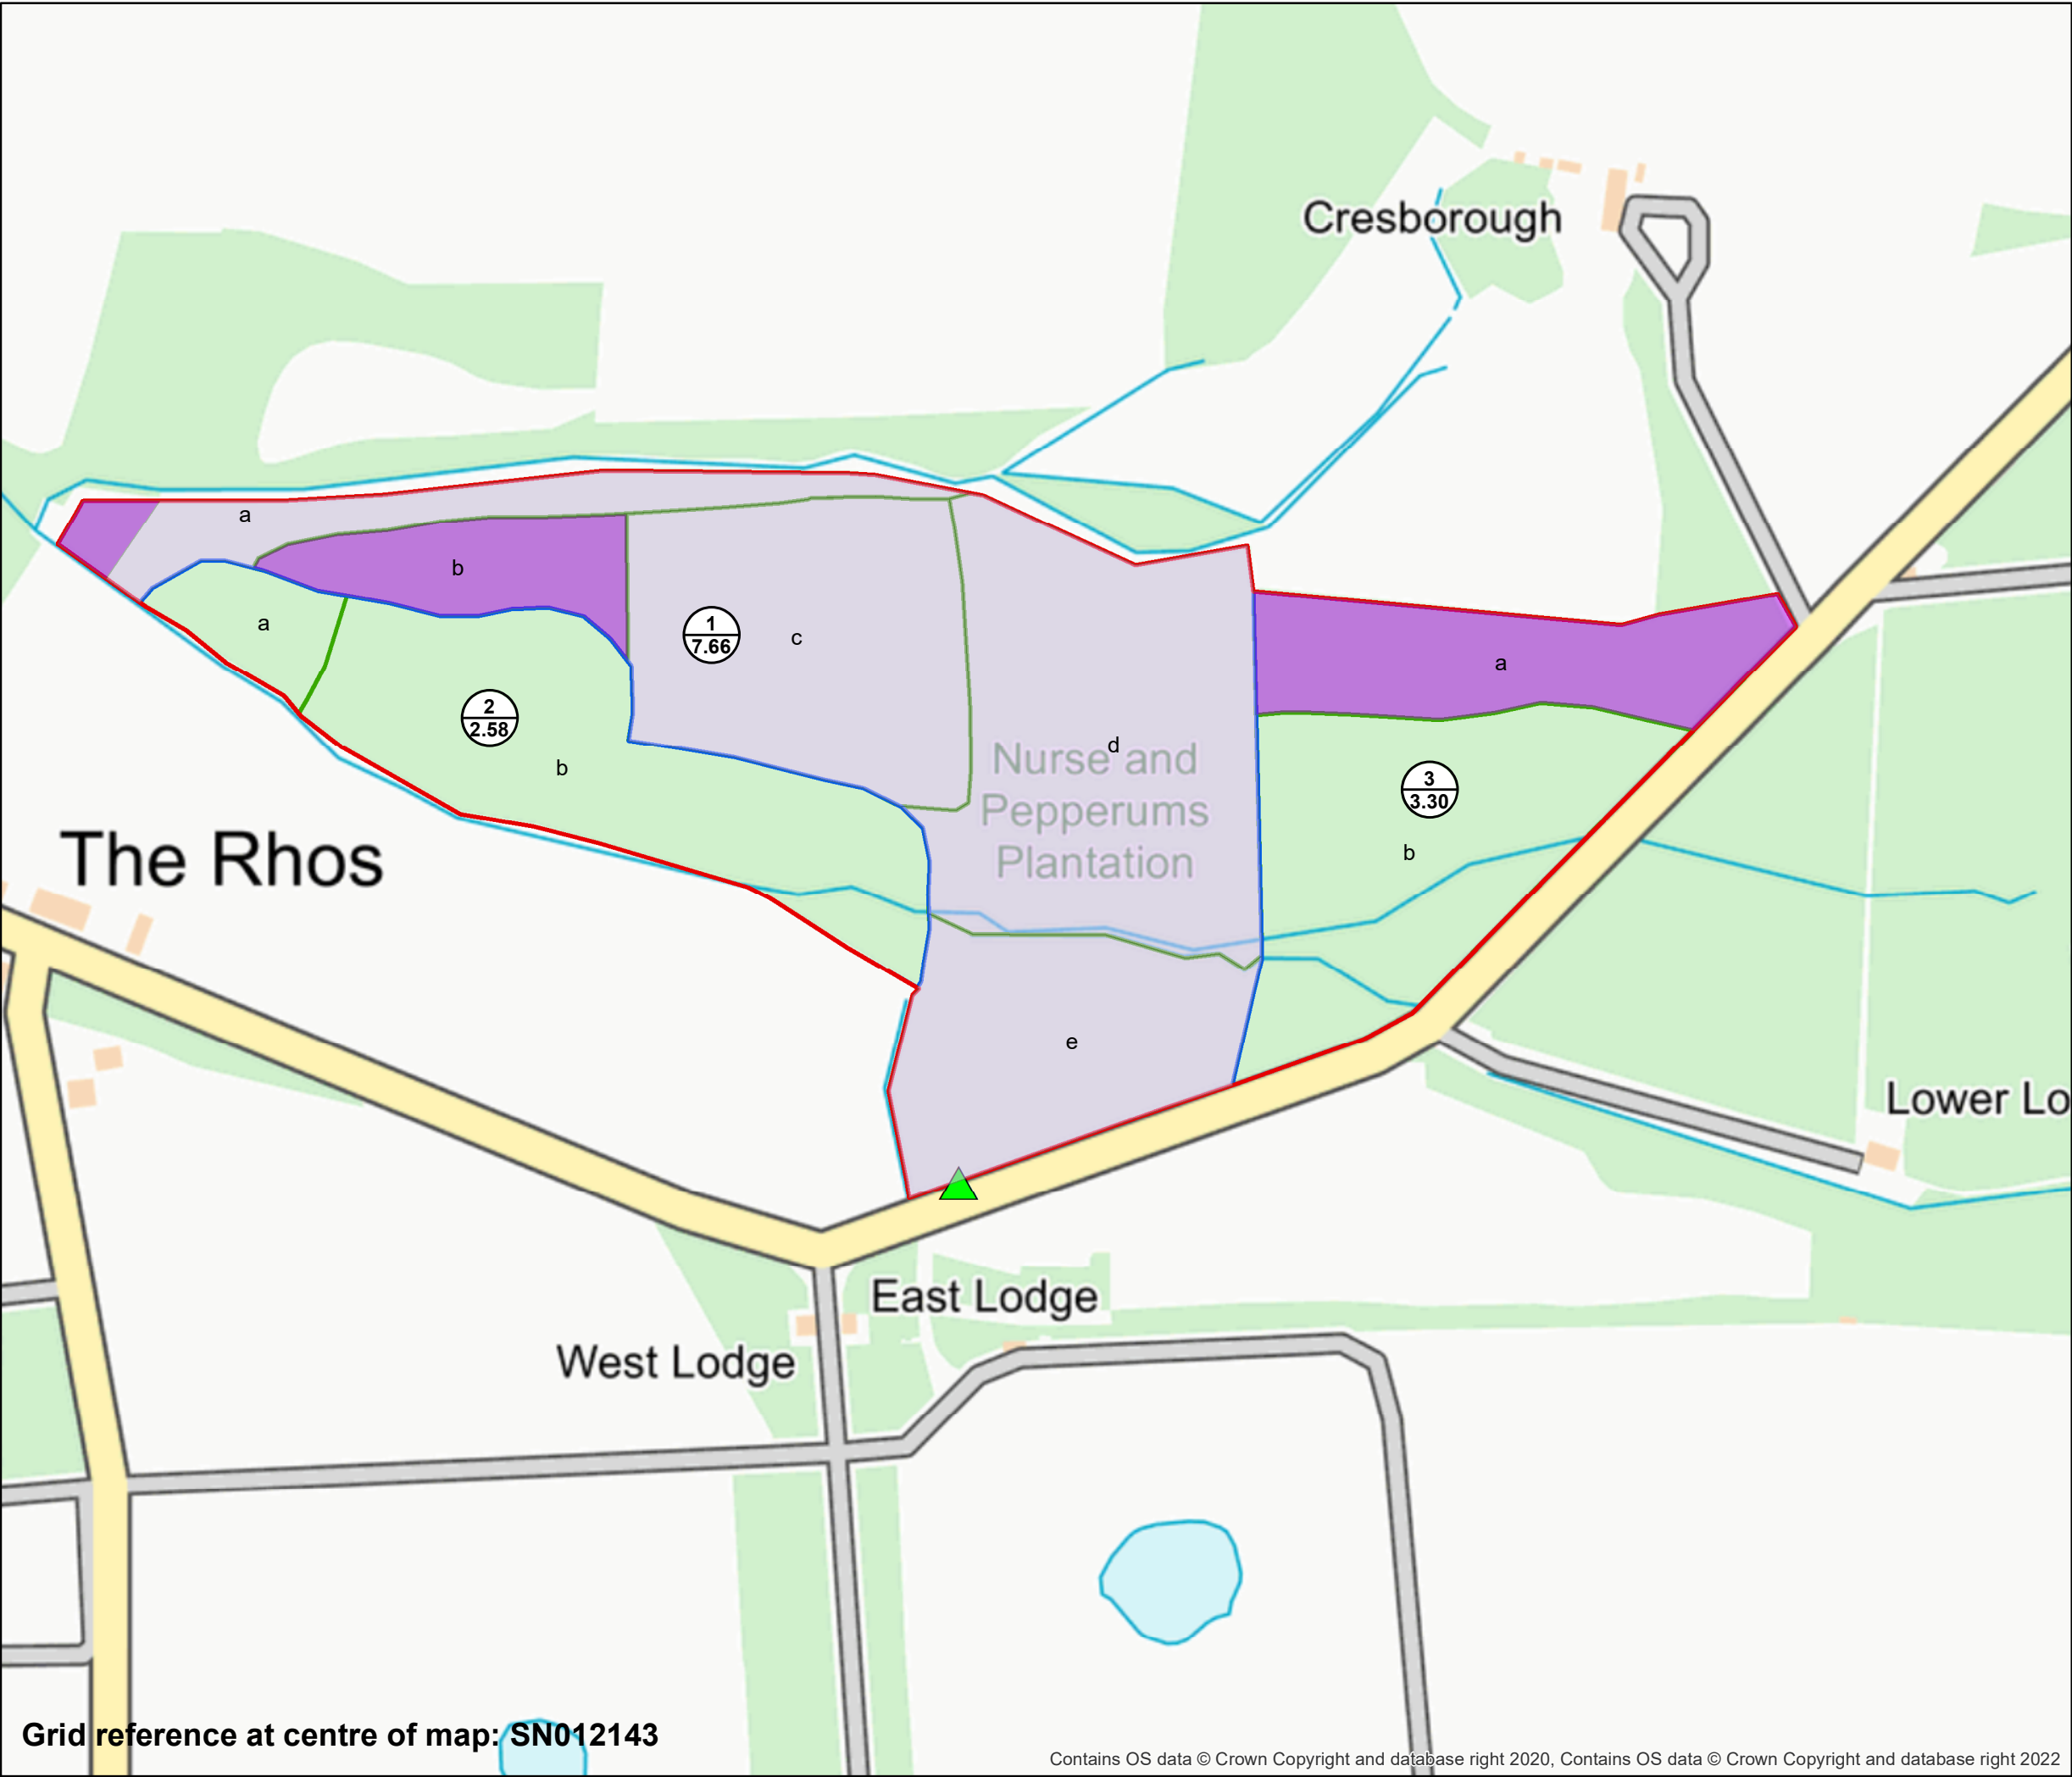 Cresborough
a
b
a
1
7.66
c
a
2
2.58
b
d
Nurse and
Pepperums
Plantation
3
3.30
b
The Rhos
e
Lower Lo
East Lodge
West Lodge
Grid reference at centre of map: SN012143
Contains OS data © Crown Copyright and database right 2020, Contains OS data © Crown Copyright and database right 2022